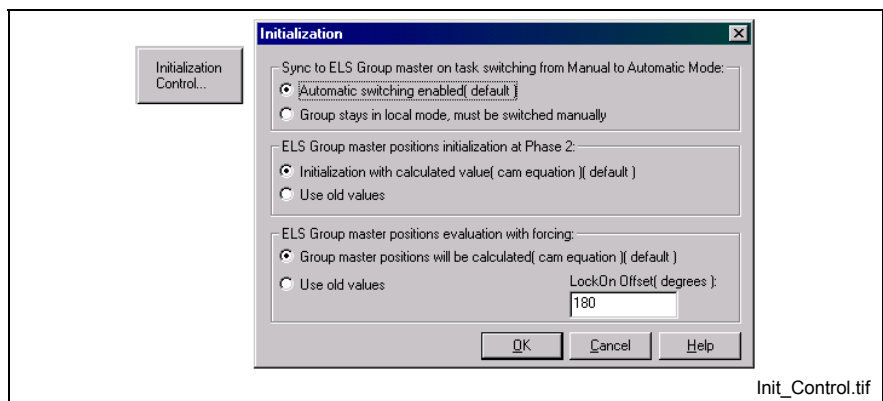 Initialization
Control...
Initialization
Sync to ELS Group master on task switching from Manual to Automatic Mode:
Automatic switching enabled( default )
Group stays in local mode, must be switched manually
ELS Group master positions initialization at Phase 2:
Initialization with calculated value( cam equation )( default )
Use old values
ELS Group master positions evaluation with forcing:
Group master positions will be calculated( cam equation )( default )
Use old values
LockOn Offset( degrees ):
180
OK
Cancel
Help
Init_Control.tif